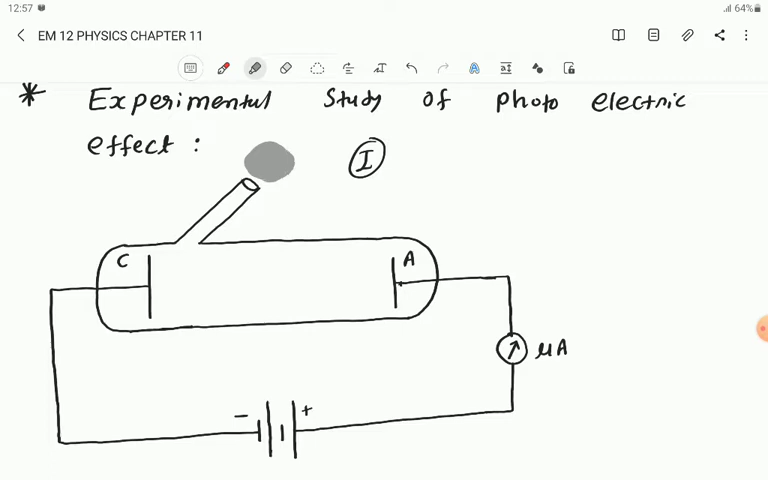 12:57
64%
EM 12 PHYSICS CHAPTER 11
* Experimental Study of Photo electric
effect :
I
C
A
μA
- +